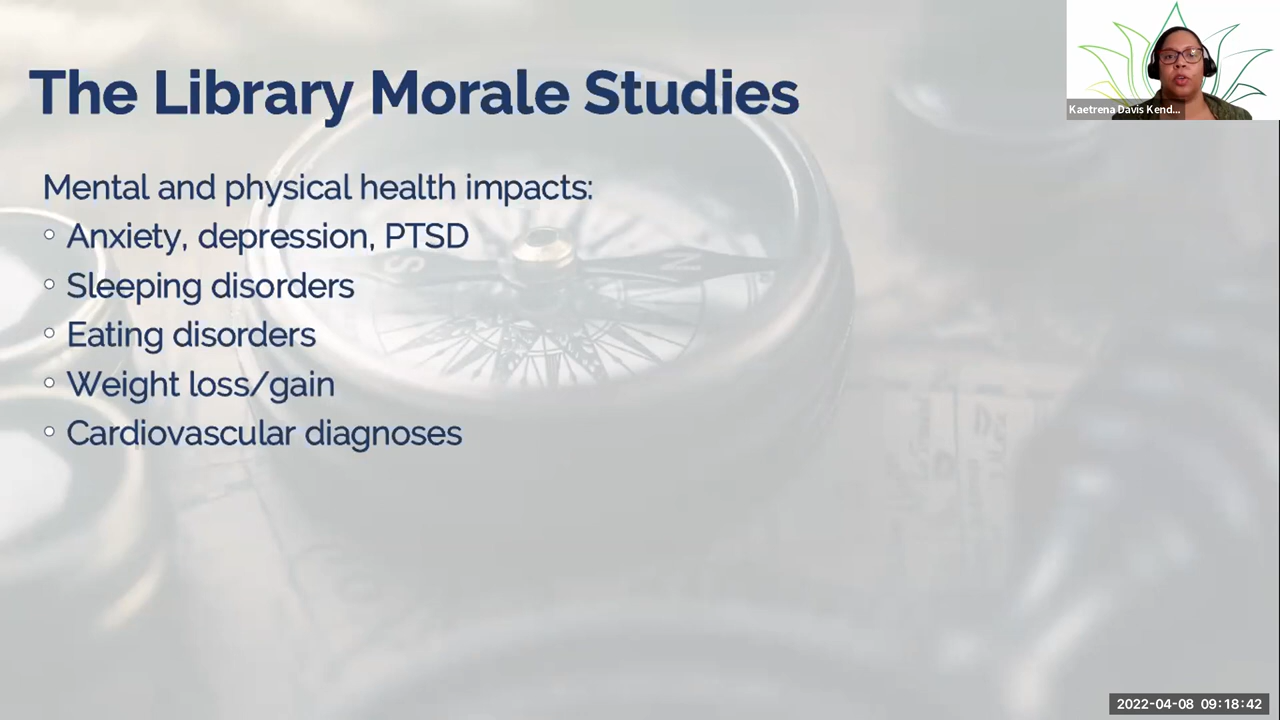 The Library Morale Studies
Kaetrena Davis Kend...
Mental and physical health impacts:
Anxiety, depression, PTSD
Sleeping disorders
Eating disorders
Weight loss/gain
Cardiovascular diagnoses
S
N
2022-04-08 09:18:42